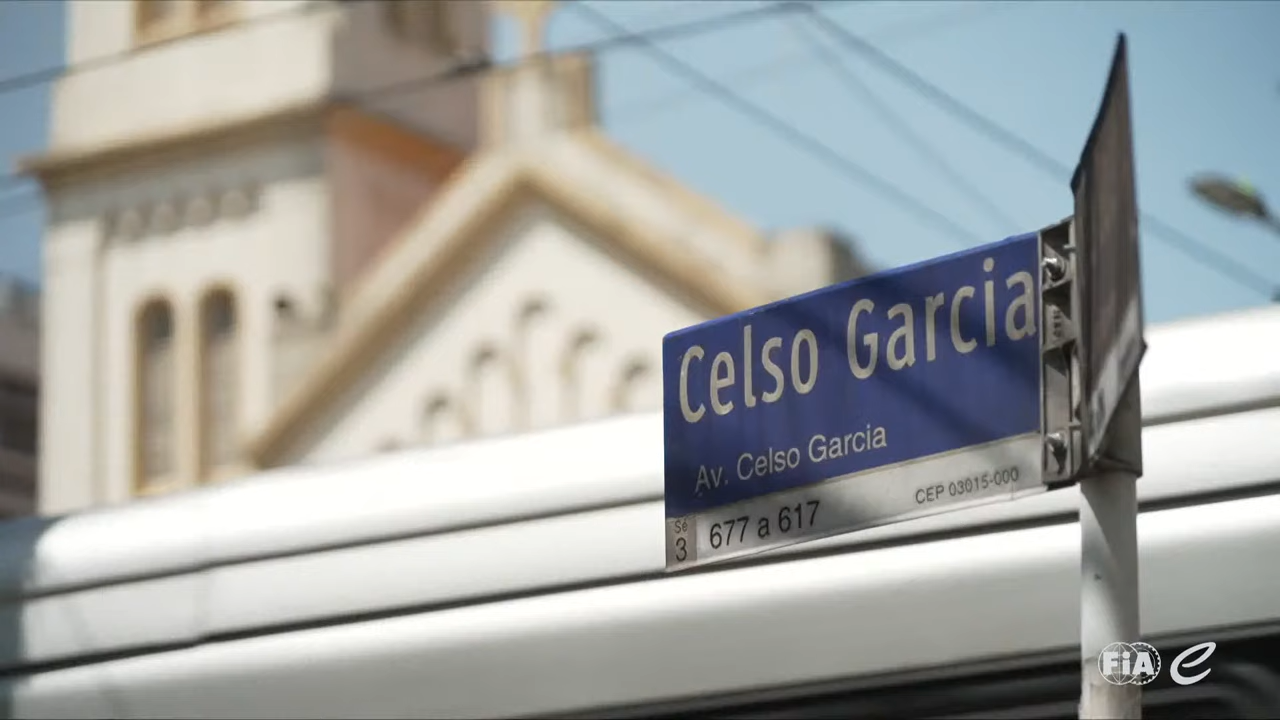 Celso Garcia
Av. Celso Garcia
CEP 03015-000
Sé
3
677 a 617
FiA
e